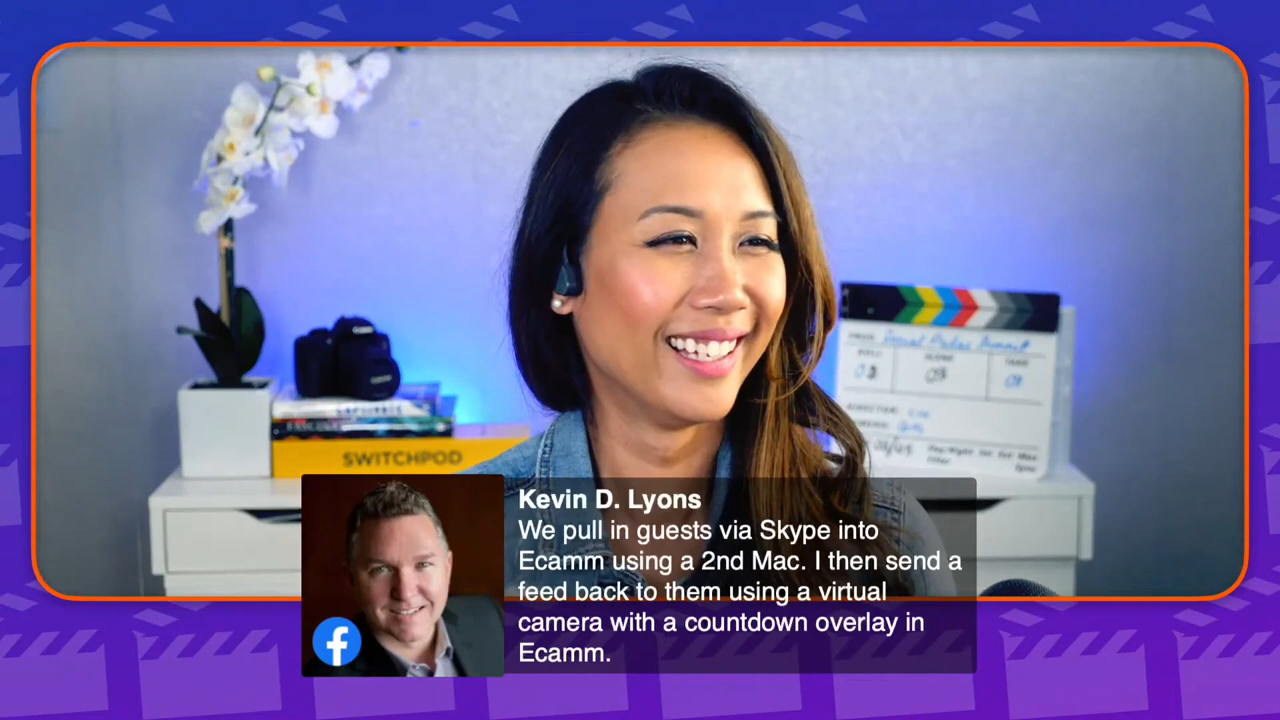 SWITCHPOD
Kevin D. Lyons
We pull in guests via Skype into
Ecamm using a 2nd Mac. I then send a
feed back to them using a virtual
camera with a countdown overlay in
Ecamm.